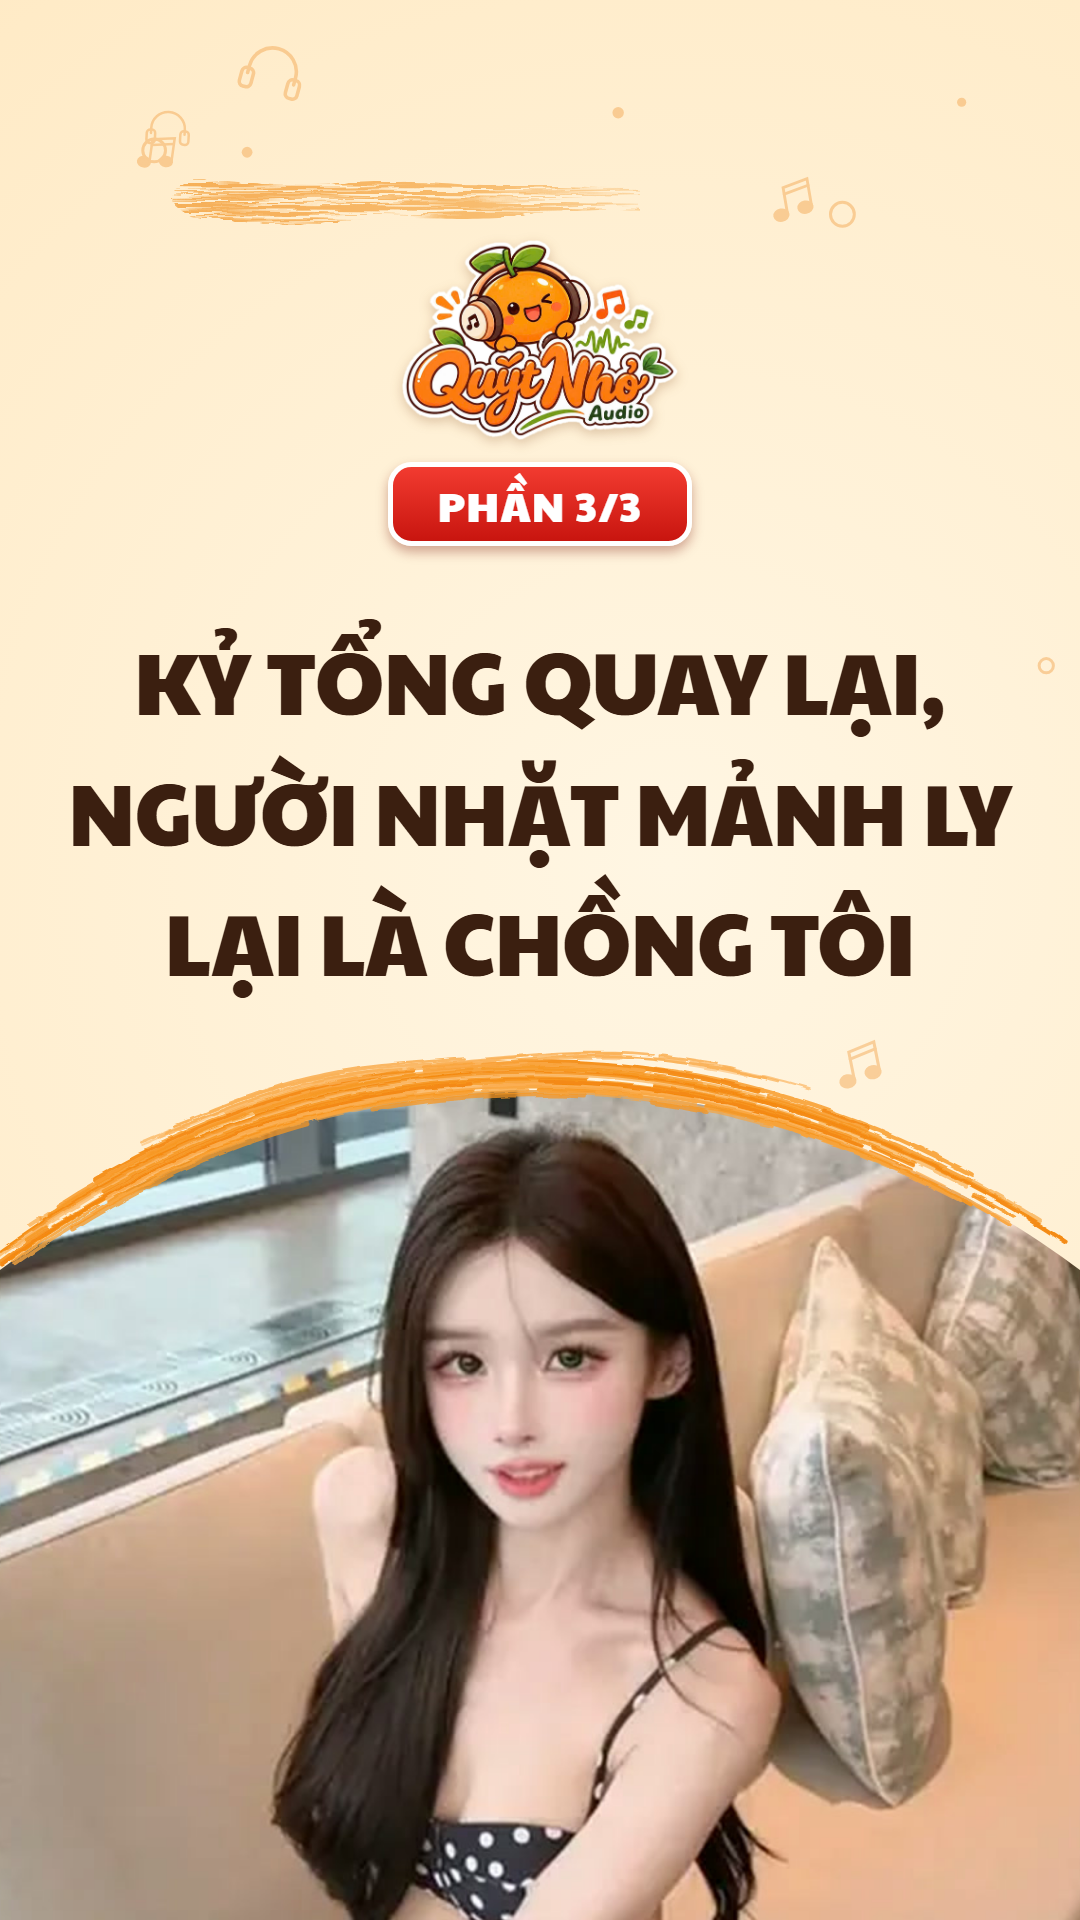 Quýt Nhỏ
Audio
PHẦN 3/3
KỶ TỔNG QUAY LẠI,
NGƯỜI NHẶT MẢNH LY
LẠI LÀ CHỒNG TÔI